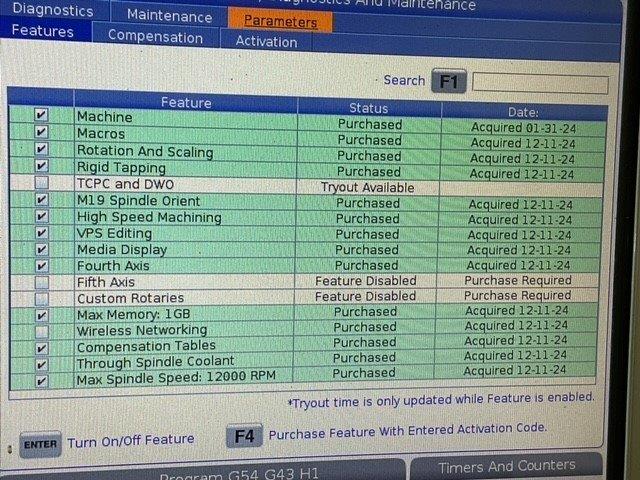 Diagnostics And Maintenance
Diagnostics Maintenance Parameters
Features Compensation Activation
Search F1
Feature Status Date:
Machine Purchased Acquired 01-31-24
Macros Purchased Acquired 12-11-24
Rotation And Scaling Purchased Acquired 12-11-24
Rigid Tapping Purchased Acquired 12-11-24
TCPC and DWO Tryout Available
M19 Spindle Orient Purchased Acquired 12-11-24
High Speed Machining Purchased Acquired 12-11-24
VPS Editing Purchased Acquired 12-11-24
Media Display Purchased Acquired 12-11-24
Fourth Axis Purchased Acquired 12-11-24
Fifth Axis Feature Disabled Purchase Required
Custom Rotaries Feature Disabled Purchase Required
Max Memory: 1GB Purchased Acquired 12-11-24
Wireless Networking Purchased Acquired 12-11-24
Compensation Tables Purchased Acquired 12-11-24
Through Spindle Coolant Purchased Acquired 12-11-24
Max Spindle Speed: 12000 RPM Purchased Acquired 12-11-24
*Tryout time is only updated while Feature is enabled.
ENTER Turn On/Off Feature F4 Purchase Feature With Entered Activation Code.
Program G54 G43 H1 Timers And Counters